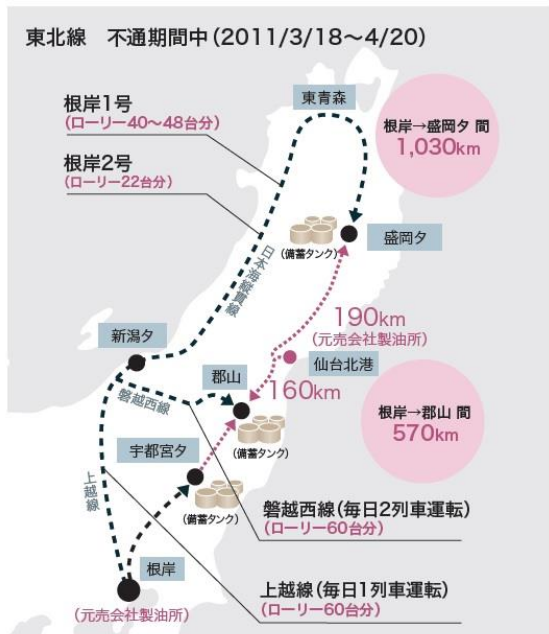 東北線 不通期間中(2011/3/18～4/20)
東青森
根岸1号
(ローリー40～48台分)
根岸→盛岡タ 間
1,030km
根岸2号
(ローリー22台分)
盛岡タ
(備蓄タンク)
日本海縦貫線
190km
(元売会社製油所)
新潟タ
仙台北港
郡山
160km
磐越西線
根岸→郡山 間
570km
(備蓄タンク)
宇都宮タ
上越線
(備蓄タンク)
磐越西線(毎日2列車運転)
(ローリー60台分)
根岸
(元売会社製油所)
上越線(毎日1列車運転)
(ローリー60台分)